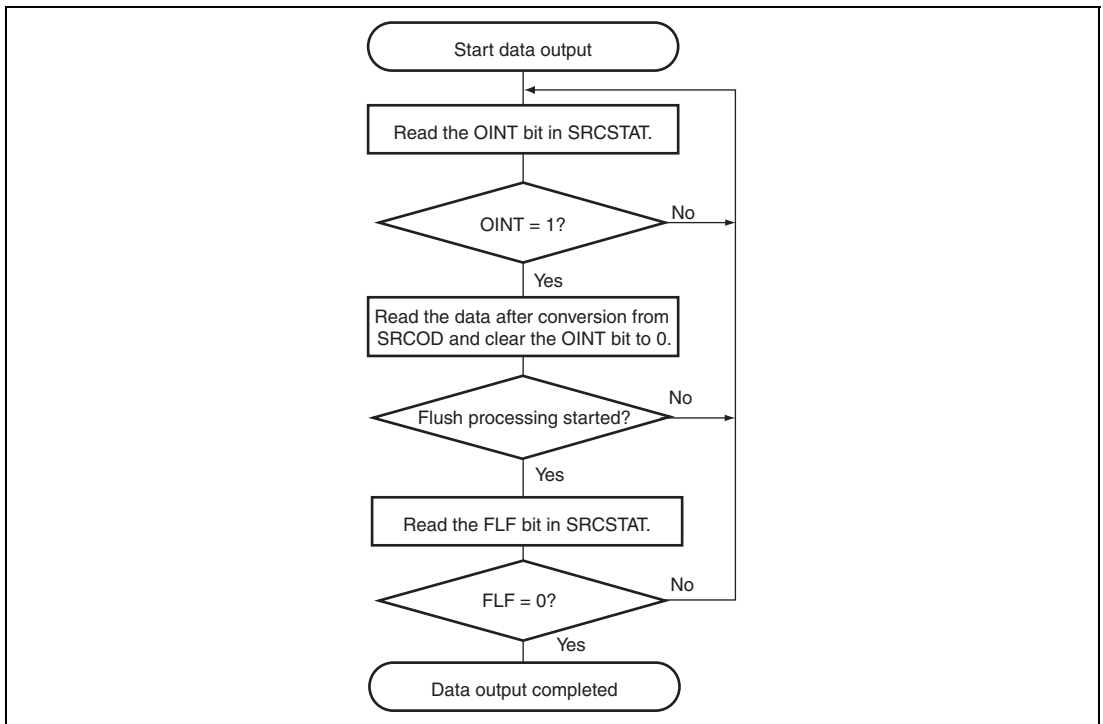 Start data output
Read the OINT bit in SRCSTAT.
OINT = 1?
No
Yes
Read the data after conversion from
SRCOD and clear the OINT bit to 0.
Flush processing started?
No
Yes
Read the FLF bit in SRCSTAT.
FLF = 0?
No
Yes
Data output completed